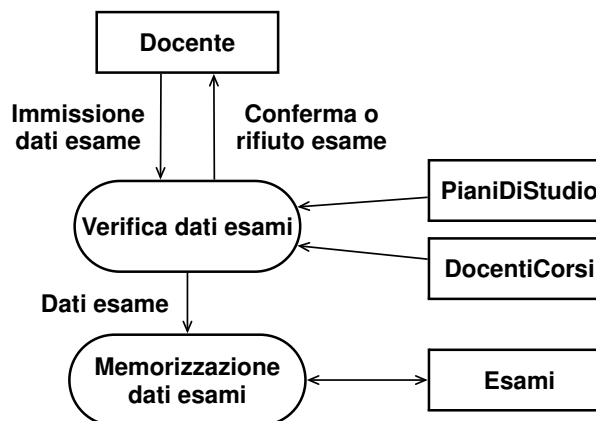 Docente
Immissione
dati esame
Conferma o
rifiuto esame
PianiDiStudio
Verifica dati esami
DocentiCorsi
Dati esame
Memorizzazione
dati esami
Esami